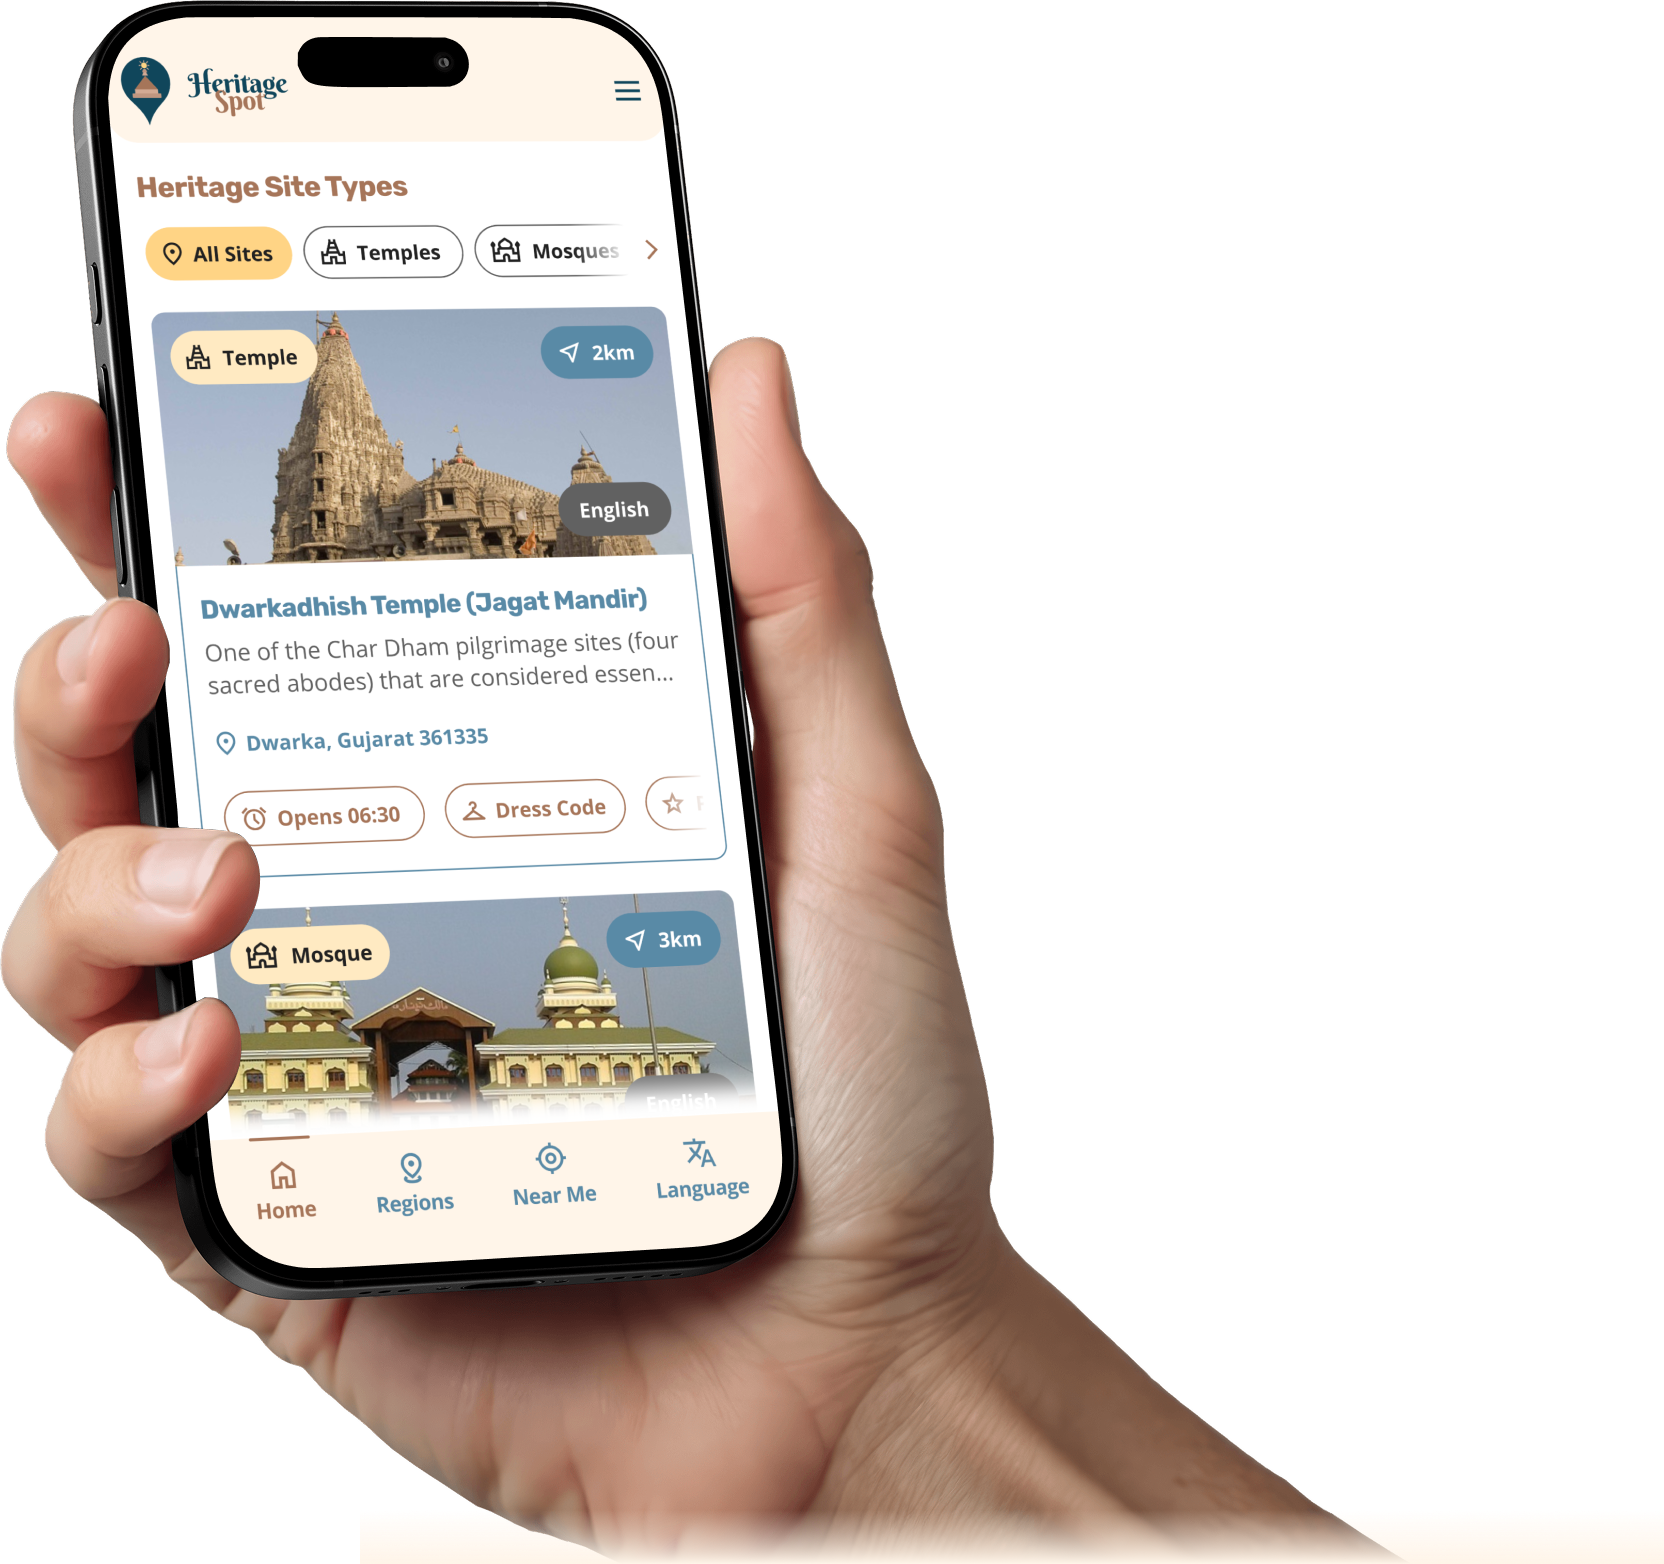 Heritage
Spot
Heritage Site Types
All Sites
Temples
Mosques
Temple
2km
English
Dwarkadhish Temple (Jagat Mandir)
One of the Char Dham pilgrimage sites (four
sacred abodes) that are considered essen...
Dwarka, Gujarat 361335
Opens 06:30
Dress Code
Mosque
3km
English
Home
Regions
Near Me
Language